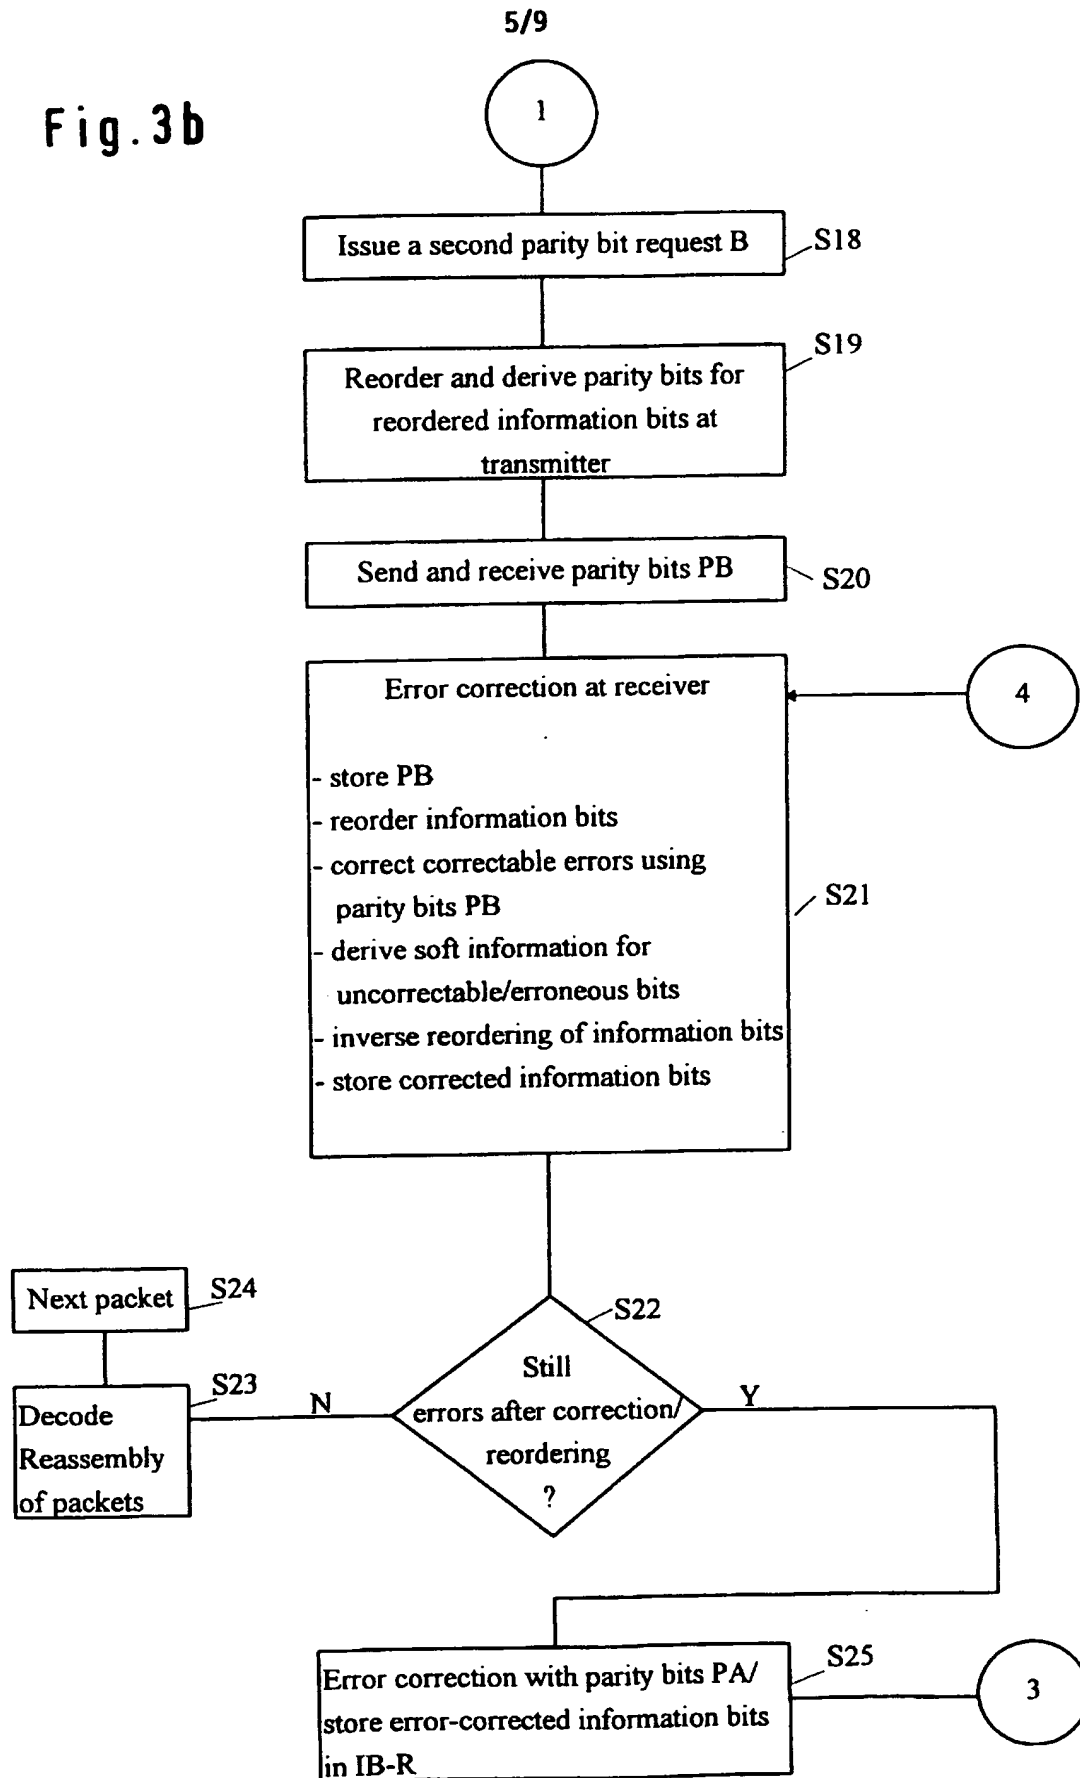 5/9
Fig. 3b
1
Issue a second parity bit request B
S18
S19
Reorder and derive parity bits for
reordered information bits at
transmitter
Send and receive parity bits PB
S20
Error correction at receiver
4
- store PB
- reorder information bits
- correct correctable errors using
parity bits PB
S21
- derive soft information for
uncorrectable/erroneous bits
- inverse reordering of information bits
- store corrected information bits
Next packet
S24
S22
Still
errors after correction/
reordering
?
N
Y
S23
Decode
Reassembly
of packets
S25
Error correction with parity bits PA/
store error-corrected information bits
in IB-R
3